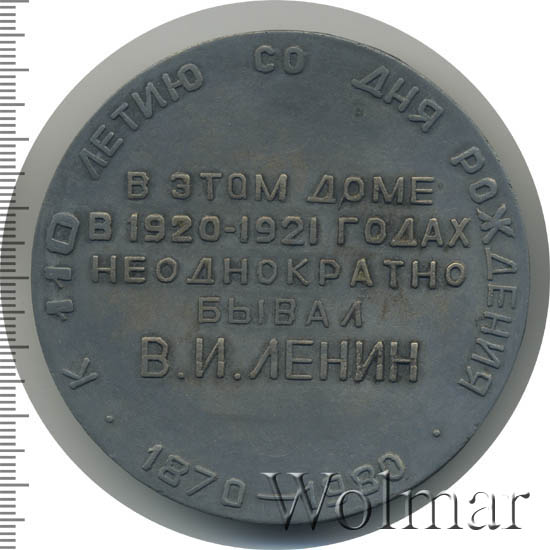 К 110 ЛЕТИЮ СО ДНЯ РОЖДЕНИЯ
В ЭТОМ ДОМЕ
В 1920-1921 ГОДАХ
НЕОДНОКРАТНО
БЫВАЛ
В.И.ЛЕНИН
· 1870-1980 ·
Wolmar